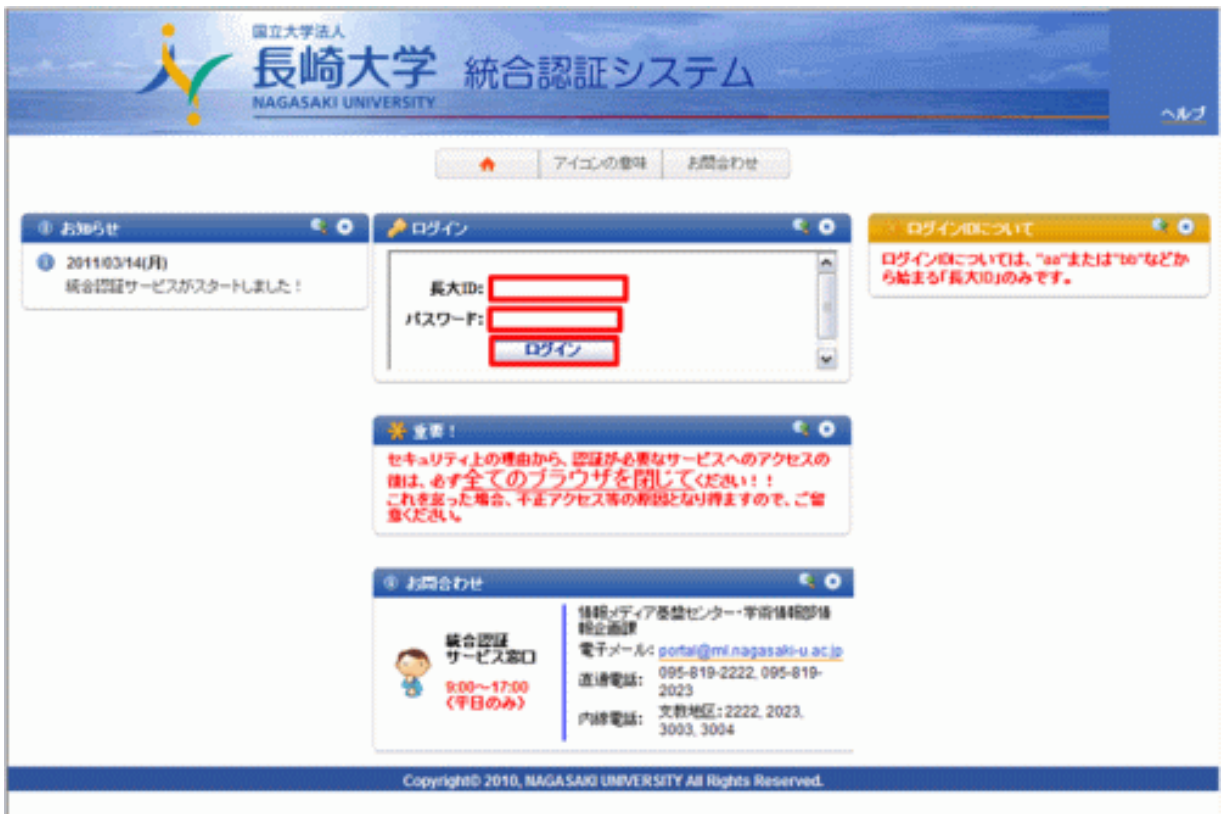 国立大学法人
長崎大学 統合認証システム
NAGASAKI UNIVERSITY
ヘルプ
アイコンの意味 お問合わせ
お知らせ
2011/03/14(月)
統合認証サービスがスタートしました!
ログイン
長大ID:
パスワード:
ログイン
ログインIDについて
ログインIDについては、"aa"または"bb"などか
ら始まる「長大ID」のみです。
重要!
セキュリティ上の理由から、認証が必要なサービスへのアクセスの
後は、必ず全てのブラウザを閉じてください!!
これを怠った場合、不正アクセス等の原因となり得ますので、ご留
意ください。
お問合わせ
統合認証
サービス窓口
9:00~17:00
(平日のみ)
情報メディア基盤センター・学術情報部情
報企画課
電子メール: portal@ml.nagasaki-u.ac.jp
直通電話: 095-819-2222, 095-819-
2023
内線電話: 文教地区:2222, 2023,
3003, 3004
Copyright© 2010, NAGASAKI UNIVERSITY All Rights Reserved.